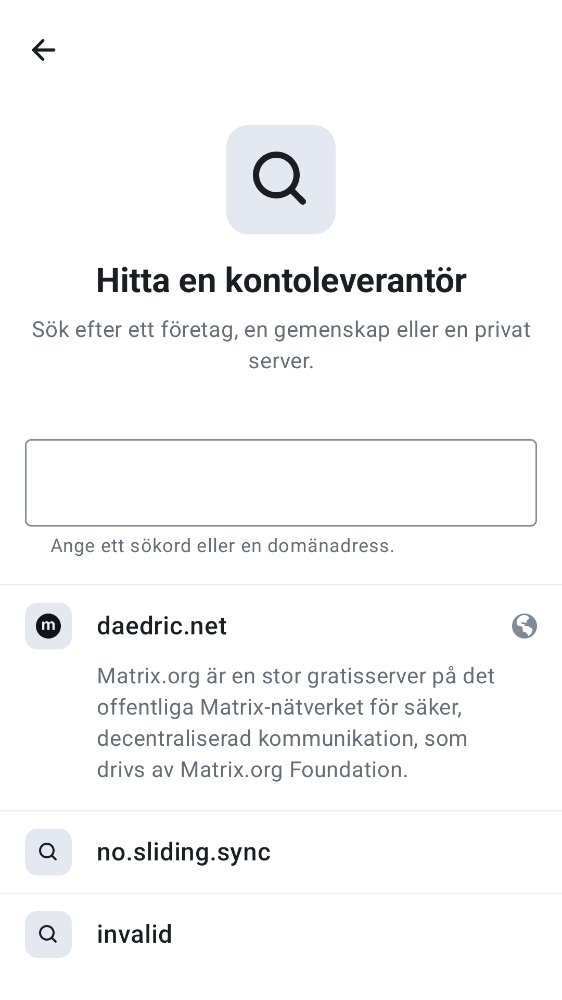 Hitta en kontoleverantör
Sök efter ett företag, en gemenskap eller en privat
server.
Ange ett sökord eller en domänadress.
m
daedric.net
Matrix.org är en stor gratisserver på det
offentliga Matrix-nätverket för säker,
decentraliserad kommunikation, som
drivs av Matrix.org Foundation.
no.sliding.sync
invalid